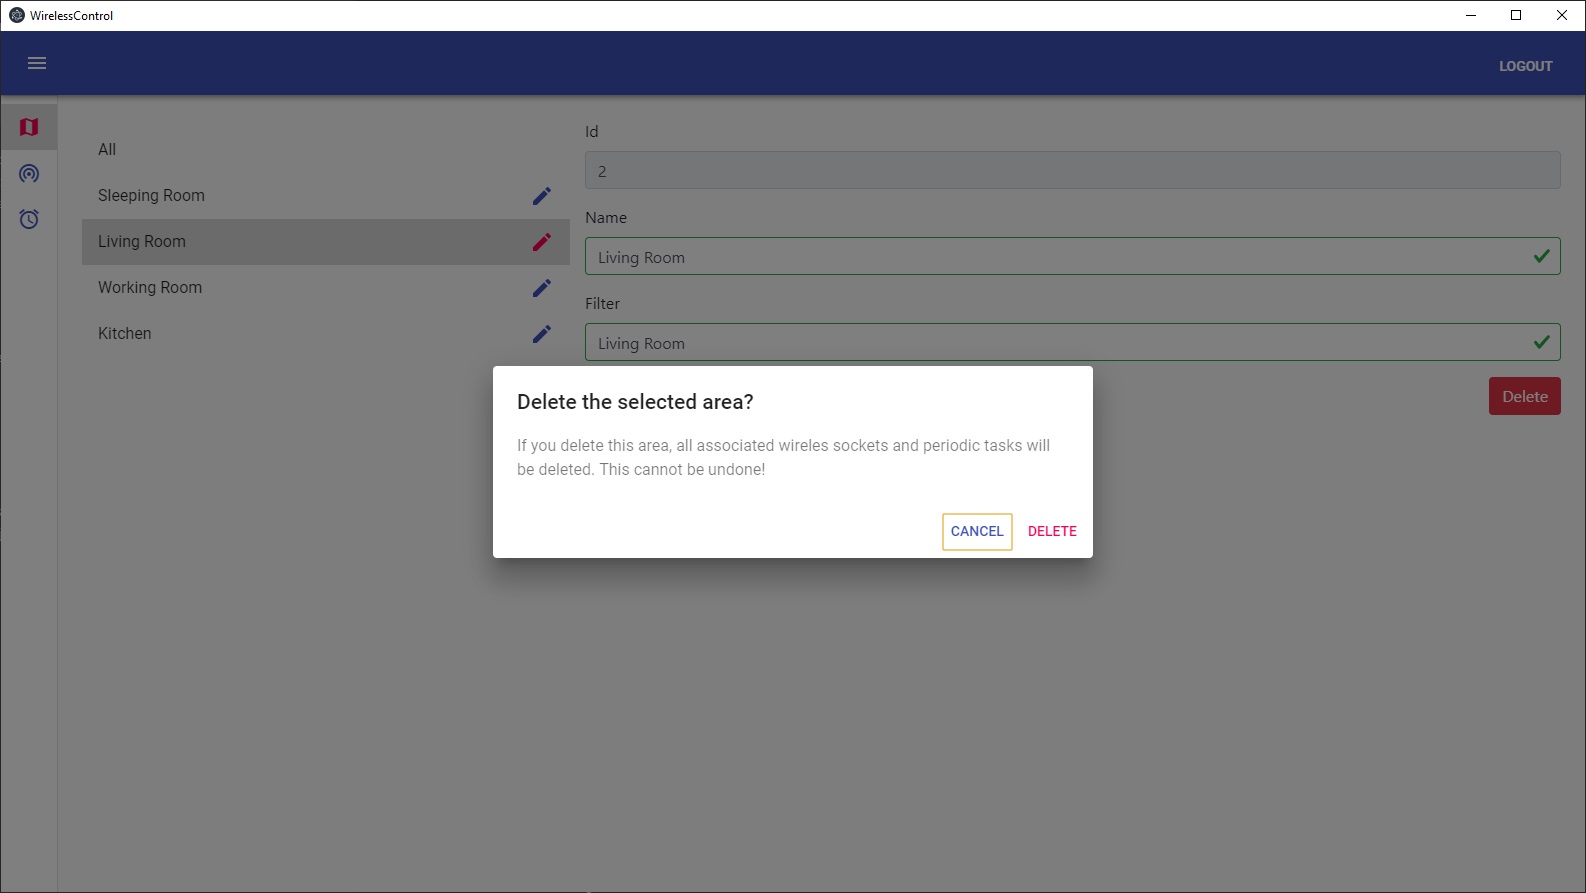 WirelessControl
LOGOUT
All
Sleeping Room
Living Room
Working Room
Kitchen
Id
2
Name
Living Room
Filter
Living Room
Delete
Delete the selected area?
If you delete this area, all associated wireles sockets and periodic tasks will
be deleted. This cannot be undone!
CANCEL DELETE